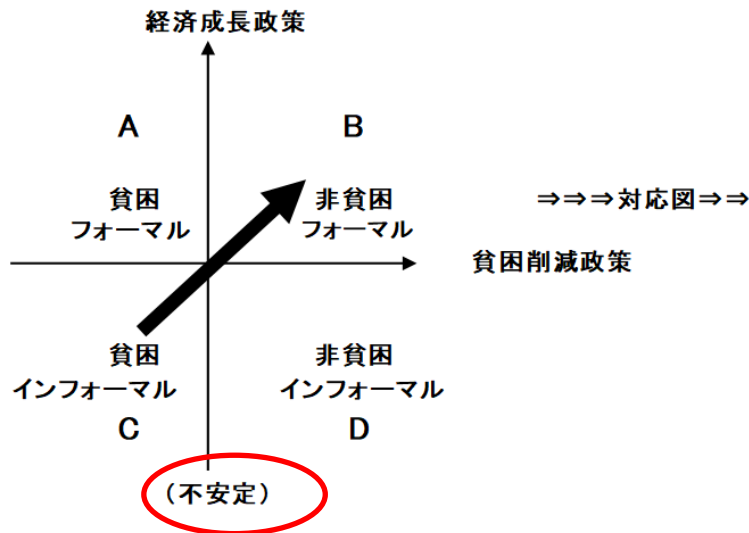 経済成長政策
A
B
貧困
フォーマル
非貧困
フォーマル
⇒⇒⇒対応図⇒⇒
貧困削減政策
貧困
インフォーマル
C
非貧困
インフォーマル
D
(不安定)